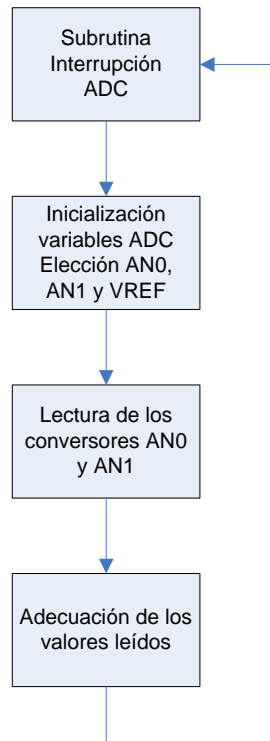 Subrutina
Interrupción
ADC
Inicialización
variables ADC
Elección AN0,
AN1 y VREF
Lectura de los
conversores AN0
y AN1
Adecuación de los
valores leídos